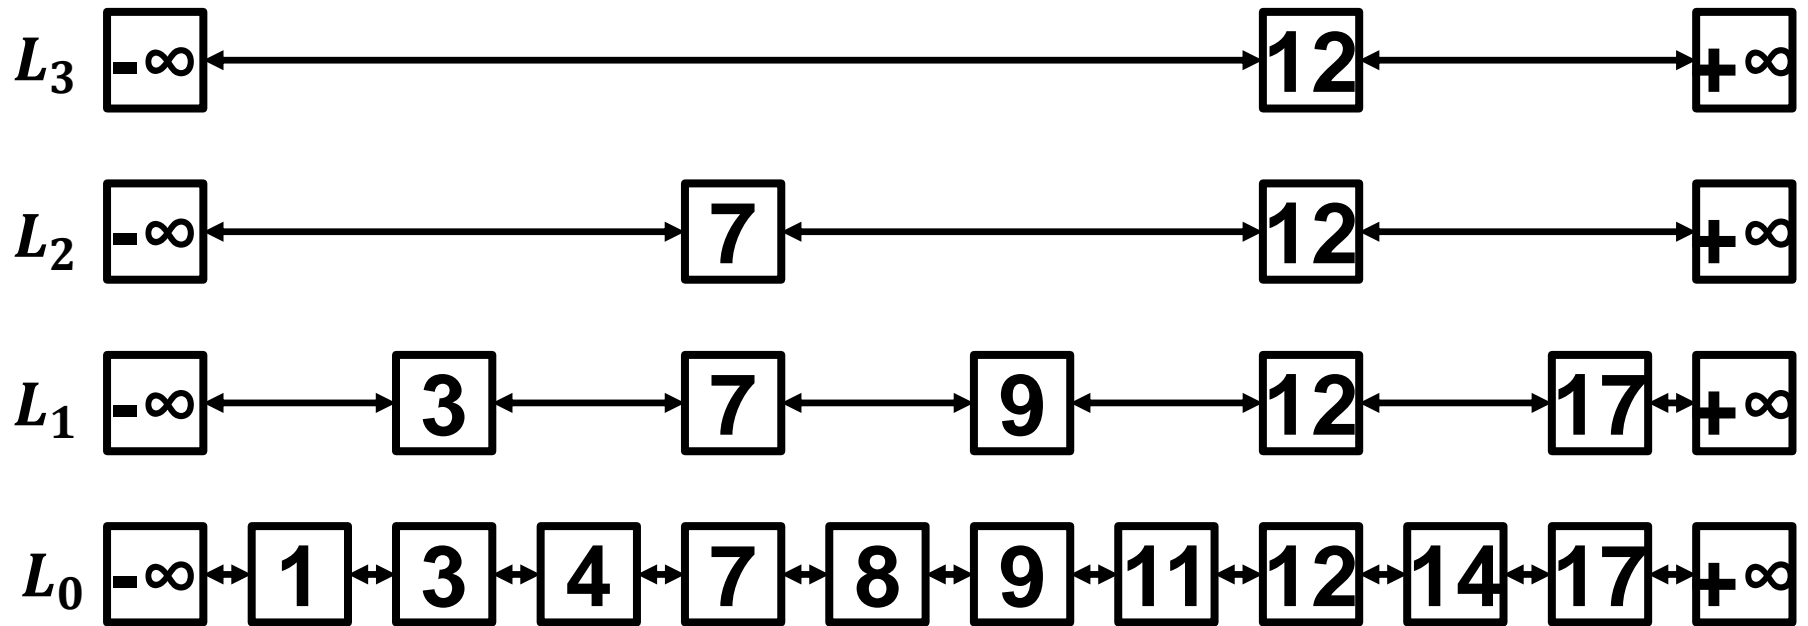 L₃ -∞ 12 +∞
L₂ -∞ 7 12 +∞
L₁ -∞ 3 7 9 12 17 +∞
L₀ -∞ 1 3 4 7 8 9 11 12 14 17 +∞